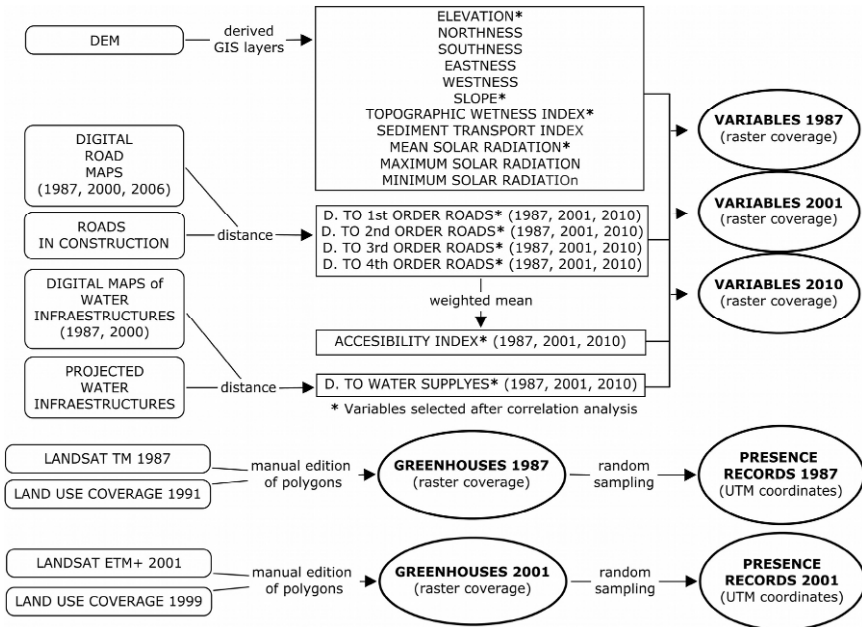 DEM
derived
GIS layers
ELEVATION*
NORTHNESS
SOUTHNESS
EASTNESS
WESTNESS
SLOPE*
TOPOGRAPHIC WETNESS INDEX*
SEDIMENT TRANSPORT INDEX
MEAN SOLAR RADIATION*
MAXIMUM SOLAR RADIATION
MINIMUM SOLAR RADIATIOn
VARIABLES 1987
(raster coverage)
DIGITAL
ROAD
MAPS
(1987, 2000, 2006)
ROADS
IN CONSTRUCTION
distance
D. TO 1st ORDER ROADS* (1987, 2001, 2010)
D. TO 2nd ORDER ROADS* (1987, 2001, 2010)
D. TO 3rd ORDER ROADS* (1987, 2001, 2010)
D. TO 4th ORDER ROADS* (1987, 2001, 2010)
VARIABLES 2001
(raster coverage)
VARIABLES 2010
(raster coverage)
weighted mean
ACCESIBILITY INDEX* (1987, 2001, 2010)
DIGITAL MAPS of
WATER
INFRAESTRUCTURES
(1987, 2000)
PROJECTED
WATER
INFRAESTRUCTURES
distance
D. TO WATER SUPPLYES* (1987, 2001, 2010)
* Variables selected after correlation analysis
LANDSAT TM 1987
LAND USE COVERAGE 1991
manual edition
of polygons
GREENHOUSES 1987
(raster coverage)
random
sampling
PRESENCE
RECORDS 1987
(UTM coordinates)
LANDSAT ETM+ 2001
LAND USE COVERAGE 1999
manual edition
of polygons
GREENHOUSES 2001
(raster coverage)
random
sampling
PRESENCE
RECORDS 2001
(UTM coordinates)